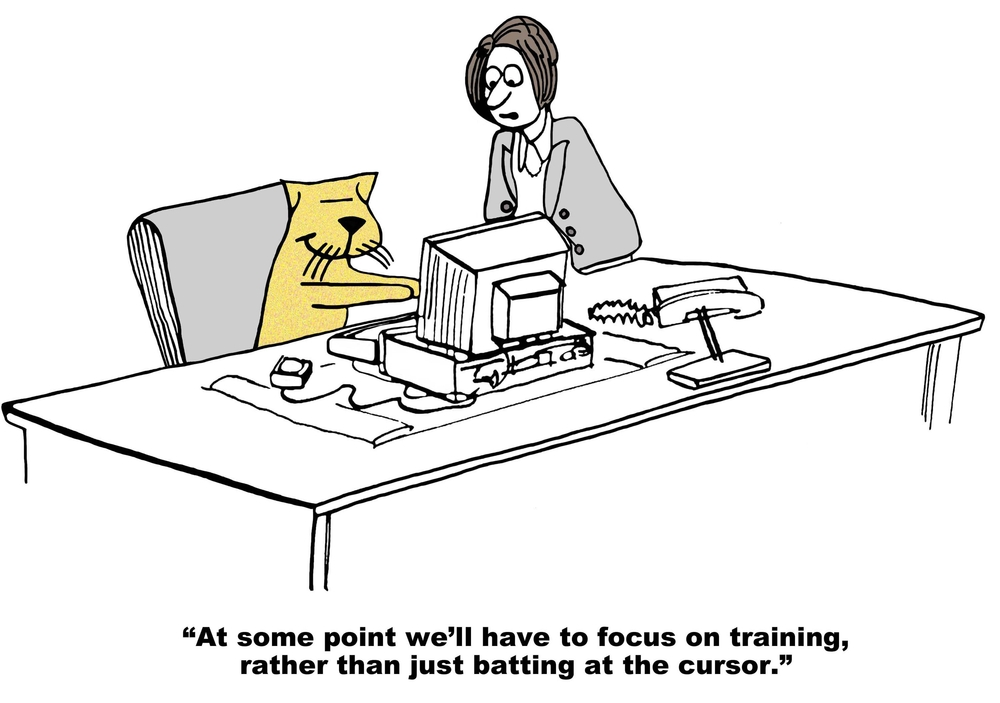 “At some point we’ll have to focus on training,
rather than just batting at the cursor.”